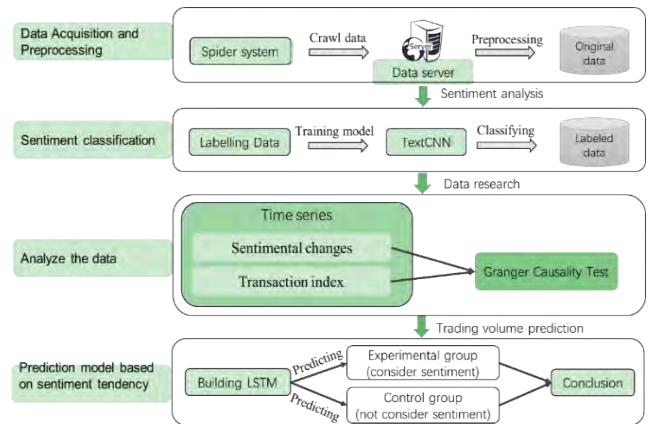 Data Acquisition and
Preprocessing
Spider system
Crawl data
Server
Data server
Preprocessing
Original
data
Sentiment analysis
Sentiment classification
Labelling Data
Training model
TextCNN
Classifying
Labeled
data
Data research
Analyze the data
Time series
Sentimental changes
Transaction index
Granger Causality Test
Trading volume prediction
Prediction model based
on sentiment tendency
Building LSTM
Predicting
Predicting
Experimental group
(consider sentiment)
Control group
(not consider sentiment)
Conclusion